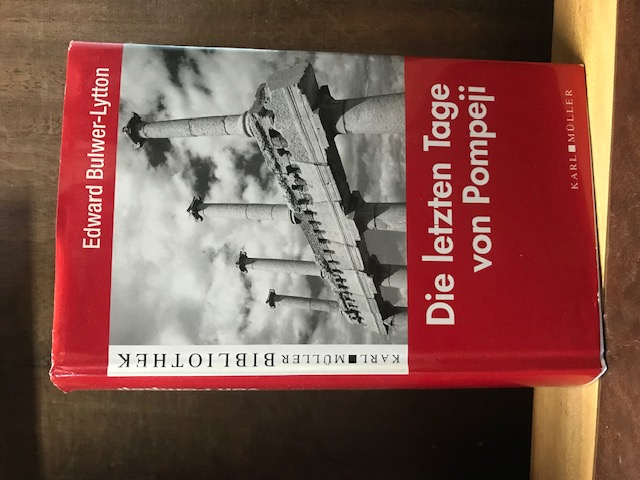 Edward Bulwer-Lytton
KARL■MÜLLER BIBLIOTHEK
Die letzten Tage
von Pompeji
KARL■MÜLLER